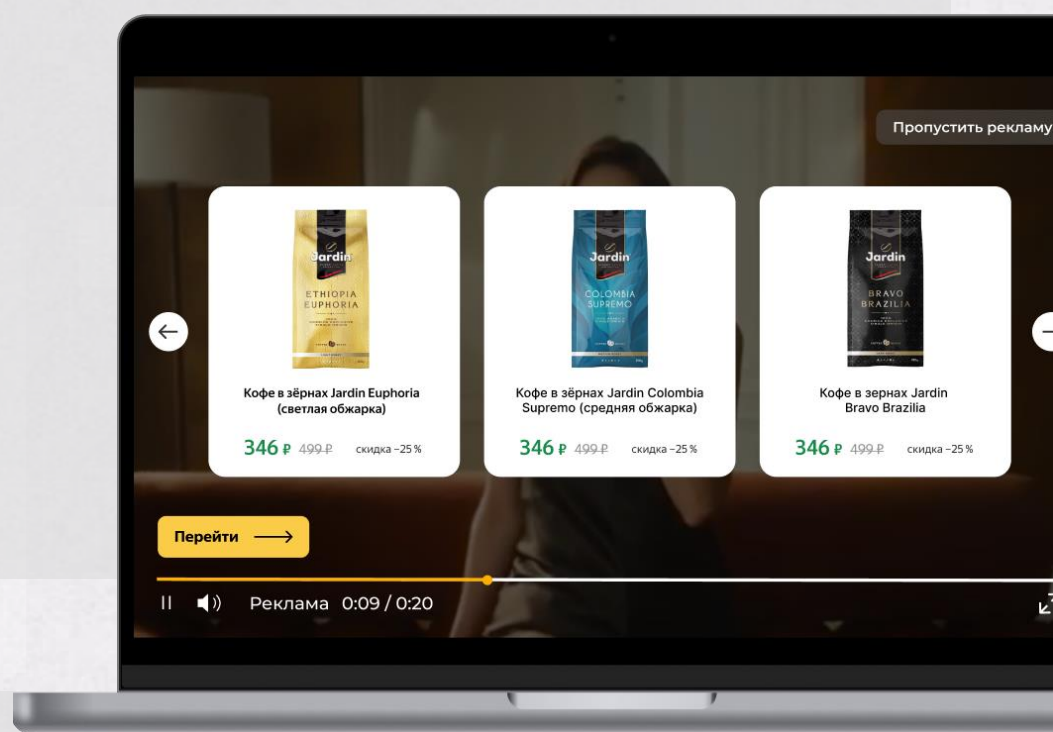 Пропустить рекламу
Jardin
ETHIOPIA
EUPHORIA
Кофе в зёрнах Jardin Euphoria
(светлая обжарка)
346 ₽ 499 ₽ скидка −25 %
Jardin
COLOMBIA
SUPREMO
Кофе в зёрнах Jardin Colombia
Supremo (средняя обжарка)
346 ₽ 499 ₽ скидка −25 %
Jardin
BRAVO
BRAZILIA
Кофе в зернах Jardin
Bravo Brazilia
346 ₽ 499 ₽ скидка −25 %
Перейти
Реклама 0:09 / 0:20